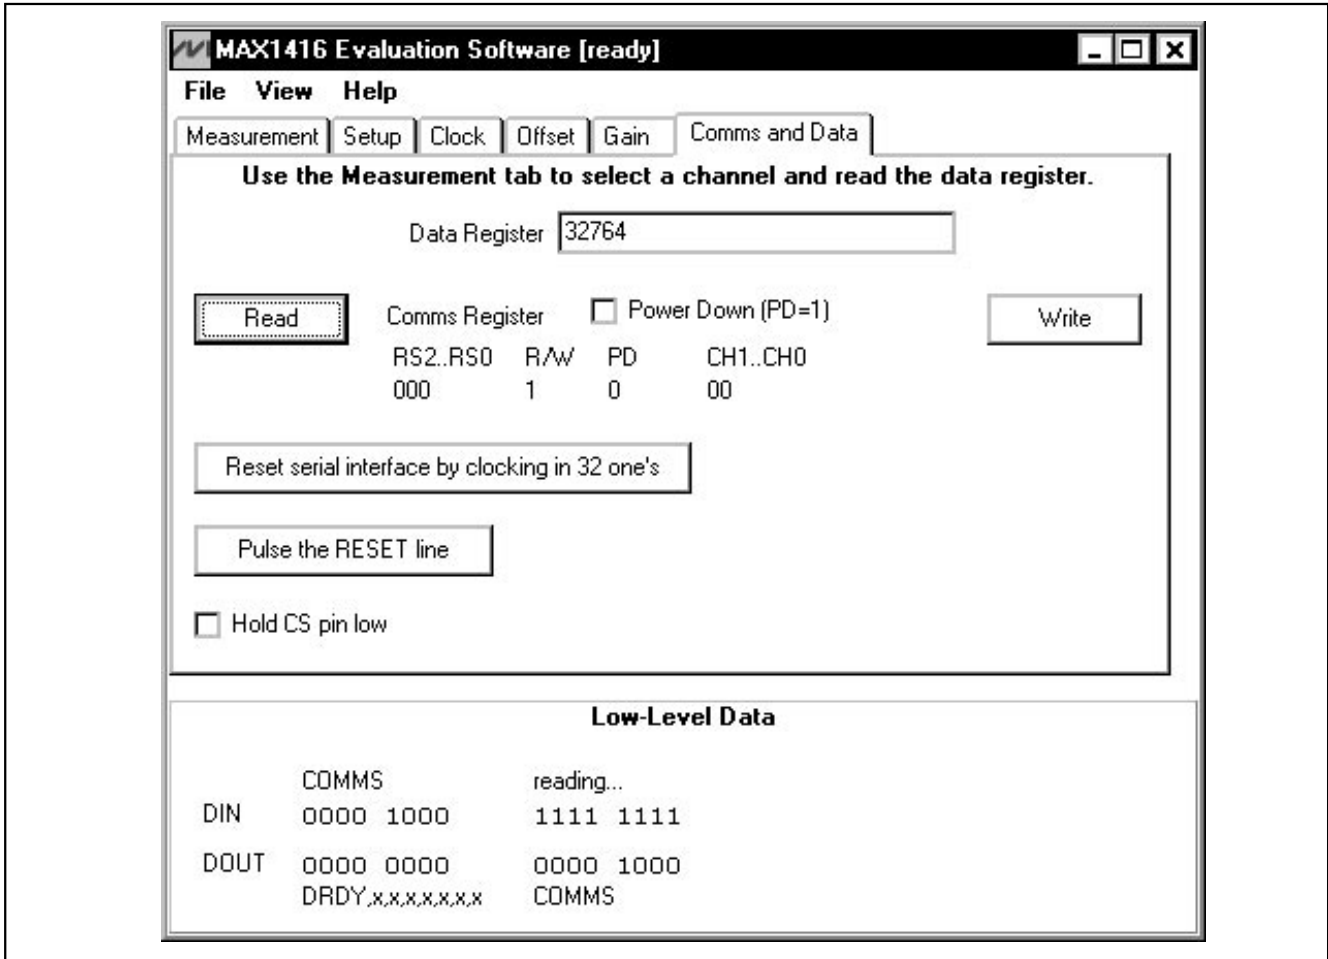 MAX1416 Evaluation Software [ready]
File View Help
Measurement Setup Clock Offset Gain Comms and Data
Use the Measurement tab to select a channel and read the data register.
Data Register 32764
Read Comms Register Power Down (PD=1) Write
RS2..RS0 R/W PD CH1..CH0
000 1 0 00
Reset serial interface by clocking in 32 one's
Pulse the RESET line
Hold CS pin low
Low-Level Data
COMMS reading...
DIN 0000 1000 1111 1111
DOUT 0000 0000 0000 1000
DRDY,x,x,x,x,x,x,x COMMS